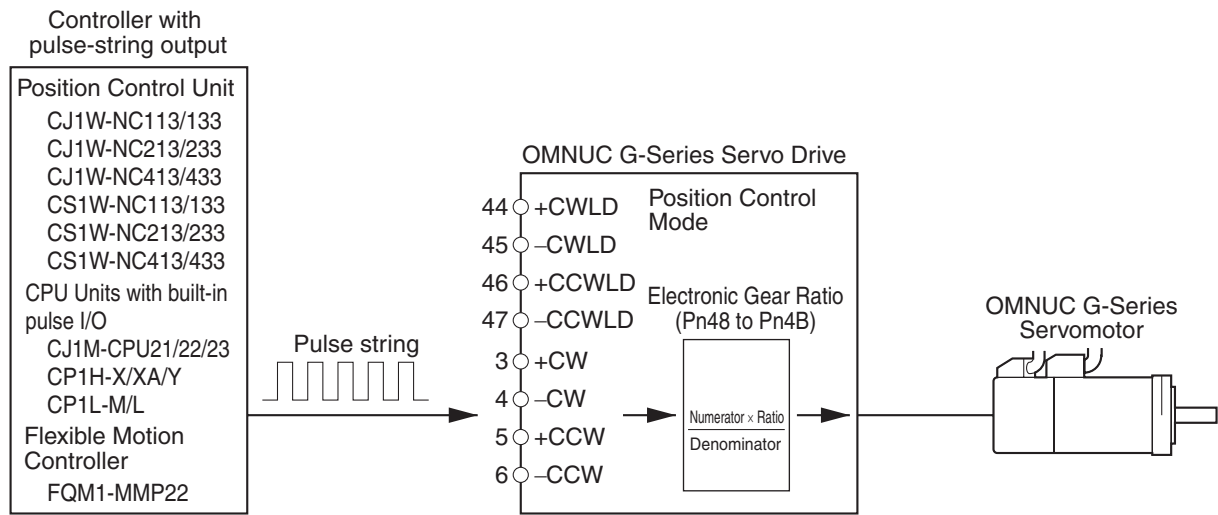 Controller with
pulse-string output
Position Control Unit
CJ1W-NC113/133
CJ1W-NC213/233
CJ1W-NC413/433
CS1W-NC113/133
CS1W-NC213/233
CS1W-NC413/433
CPU Units with built-in
pulse I/O
CJ1M-CPU21/22/23
CP1H-X/XA/Y
CP1L-M/L
Flexible Motion
Controller
FQM1-MMP22
Pulse string
OMNUC G-Series Servo Drive
44 +CWLD
45 –CWLD
46 +CCWLD
47 –CCWLD
3 +CW
4 –CW
5 +CCW
6 –CCW
Position Control
Mode
Electronic Gear Ratio
(Pn48 to Pn4B)
Numerator × Ratio
Denominator
OMNUC G-Series
Servomotor